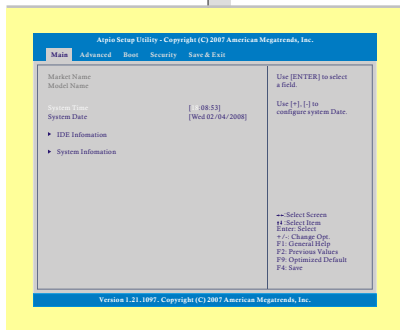 Atpio Setup Utility - Copyright (C) 2007 American Megatrends, Inc.
Main Advanced Boot Security Save & Exit
Market Name
Model Name
System Time [ :08:53]
System Date [Wed 02/04/2008]
IDE Infomation
System Infomation
Use [ENTER] to select
a field.
Use [+], [-] to
configure system Date.
:Select Screen
:Select Item
Enter: Select
+/-: Change Opt.
F1: General Help
F2: Previous Values
F9: Optimized Default
F4: Save
Version 1.21.1097. Copyright (C) 2007 American Megatrends, Inc.